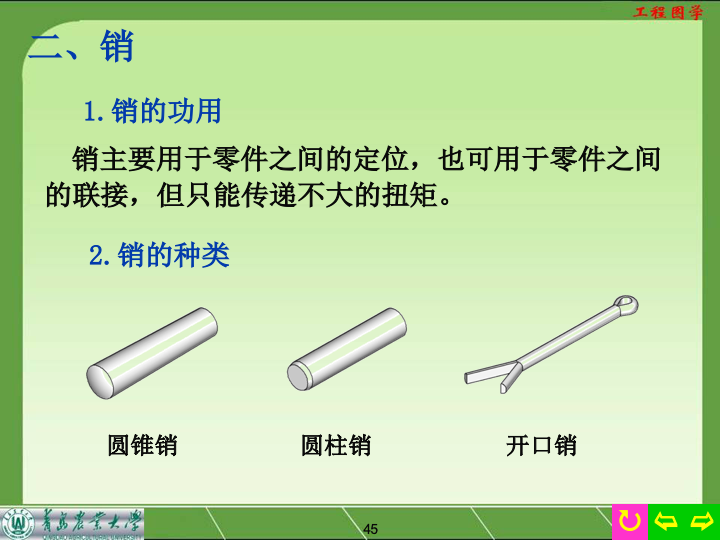 工程图学
二、销
1.销的功用
销主要用于零件之间的定位，也可用于零件之间
的联接，但只能传递不大的扭矩。
2.销的种类
圆锥销
圆柱销
开口销
青岛农业大学
45